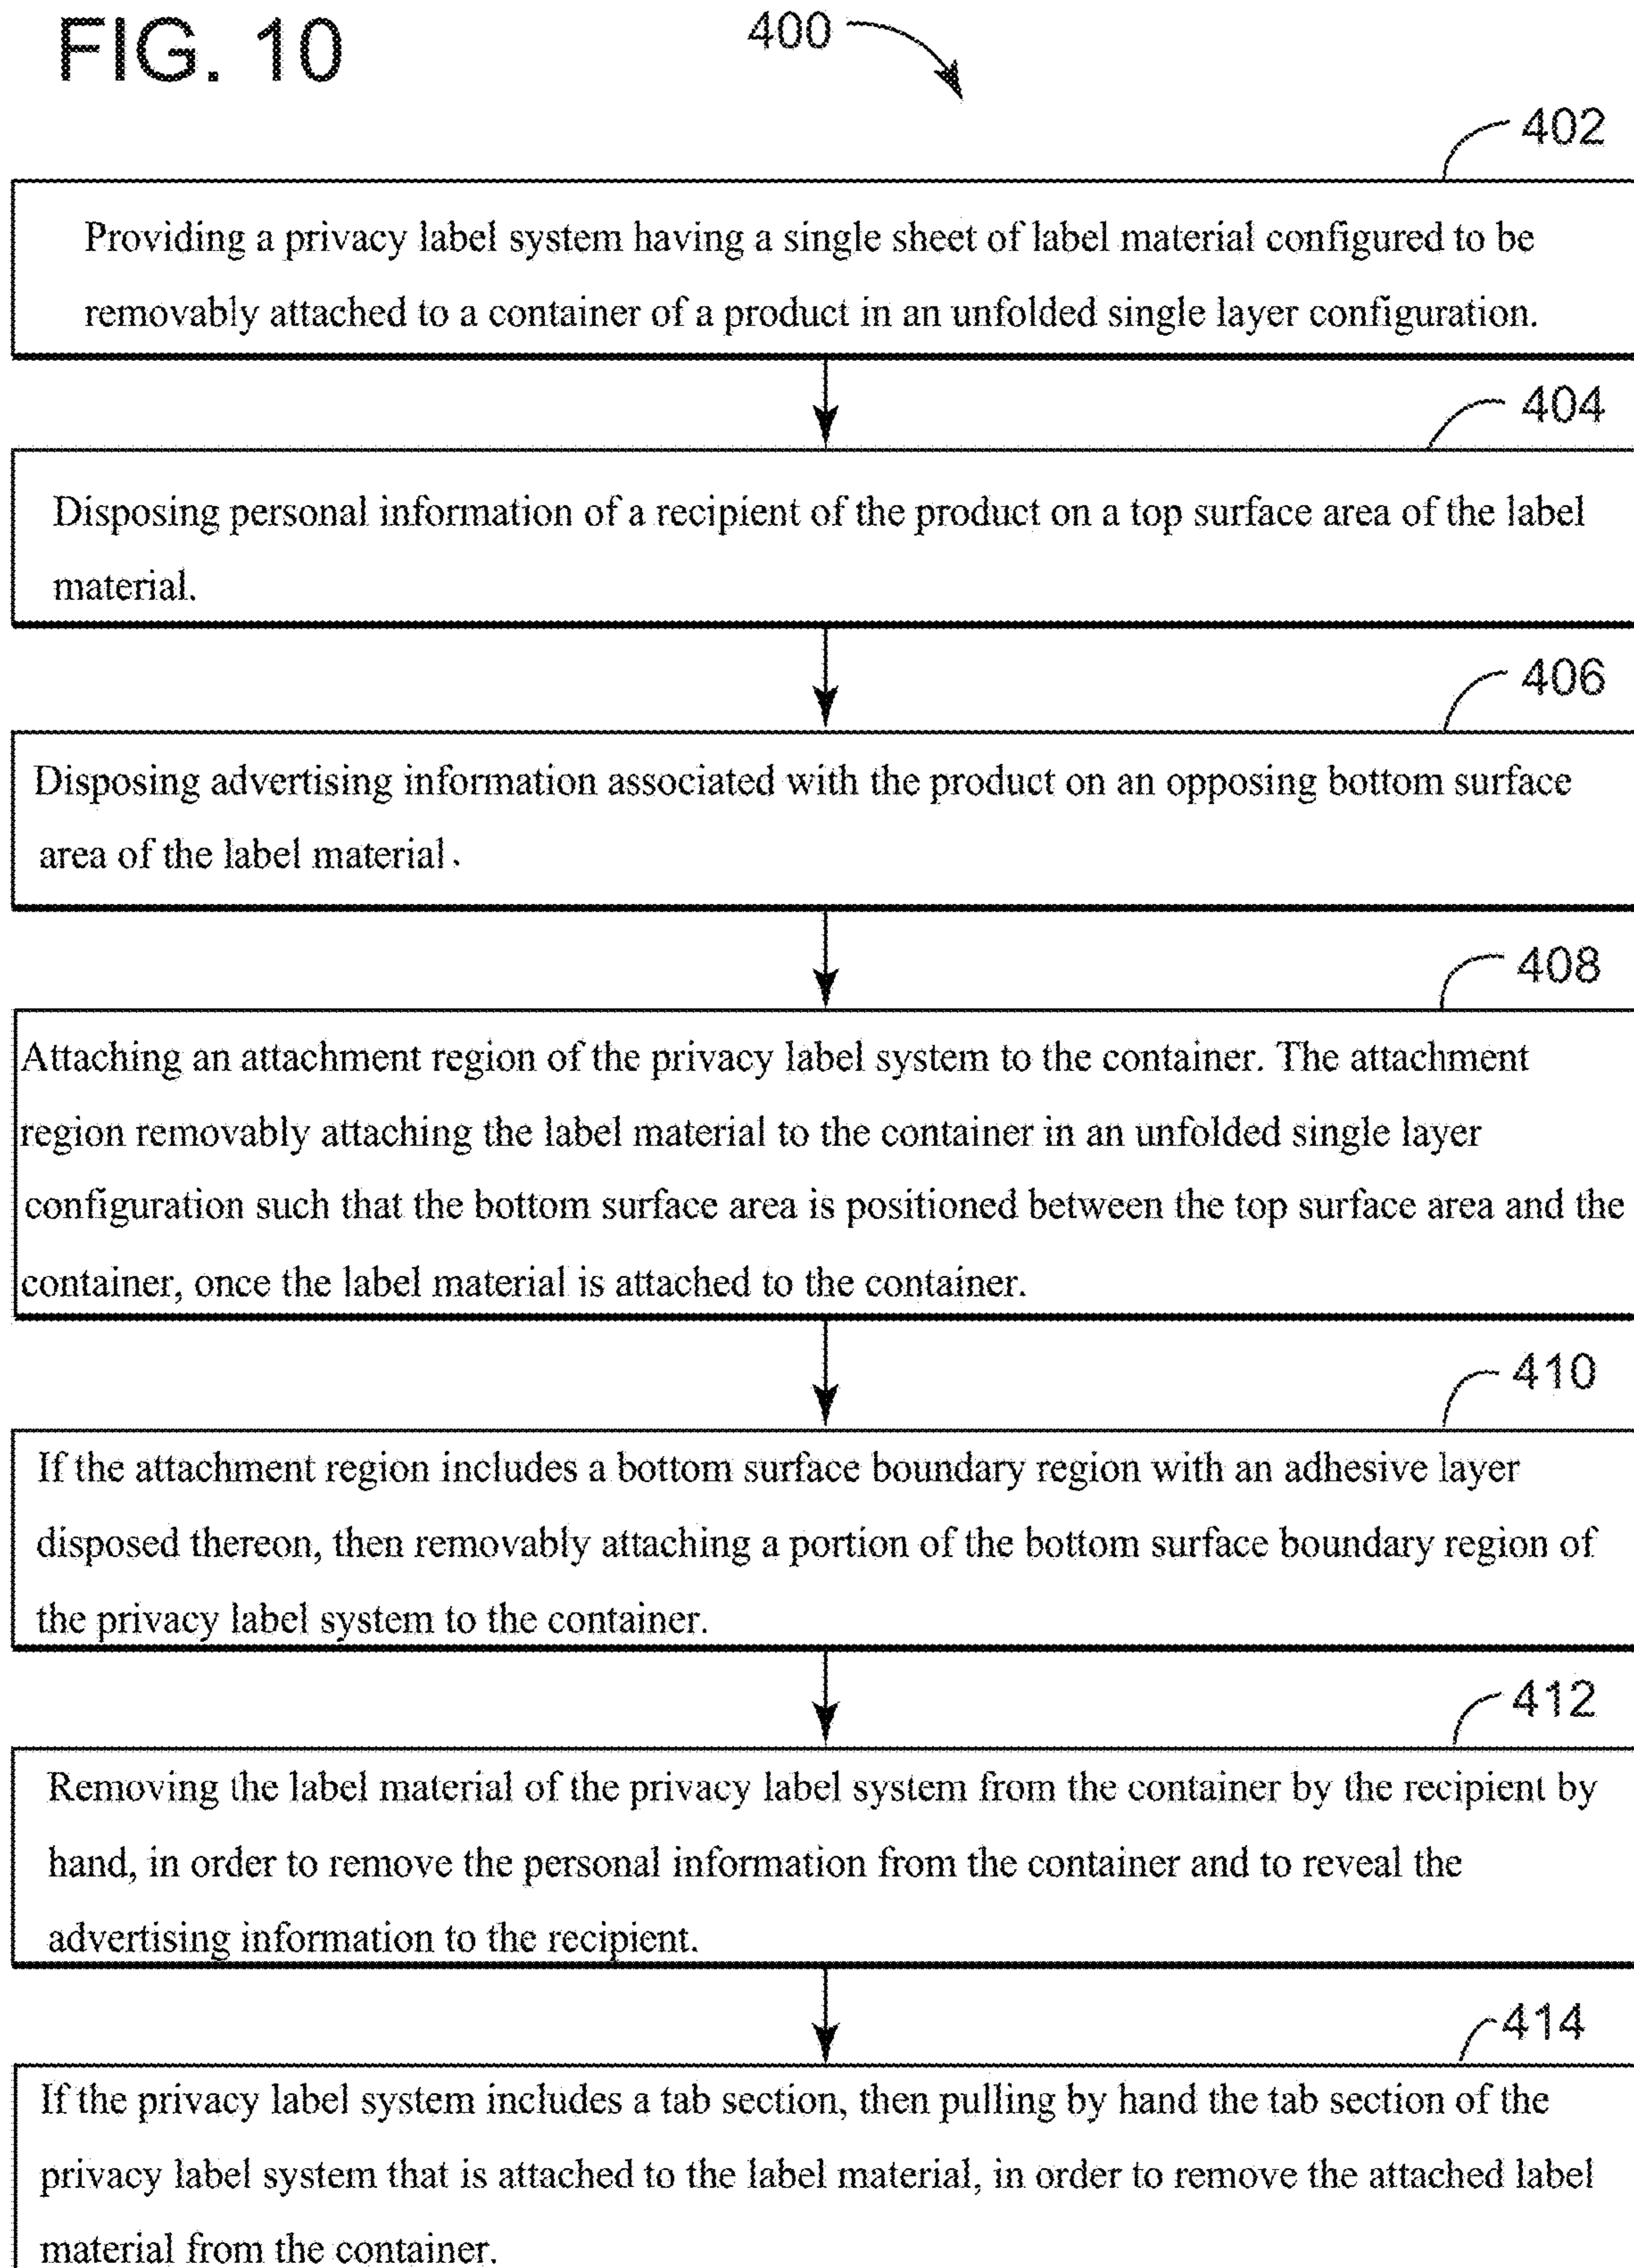 FIG. 10
400
402
Providing a privacy label system having a single sheet of label material configured to be
removably attached to a container of a product in an unfolded single layer configuration.
404
Disposing personal information of a recipient of the product on a top surface area of the label
material.
406
Disposing advertising information associated with the product on an opposing bottom surface
area of the label material.
408
Attaching an attachment region of the privacy label system to the container. The attachment
region removably attaching the label material to the container in an unfolded single layer
configuration such that the bottom surface area is positioned between the top surface area and the
container, once the label material is attached to the container.
410
If the attachment region includes a bottom surface boundary region with an adhesive layer
disposed thereon, then removably attaching a portion of the bottom surface boundary region of
the privacy label system to the container.
412
Removing the label material of the privacy label system from the container by the recipient by
hand, in order to remove the personal information from the container and to reveal the
advertising information to the recipient.
414
If the privacy label system includes a tab section, then pulling by hand the tab section of the
privacy label system that is attached to the label material, in order to remove the attached label
material from the container.